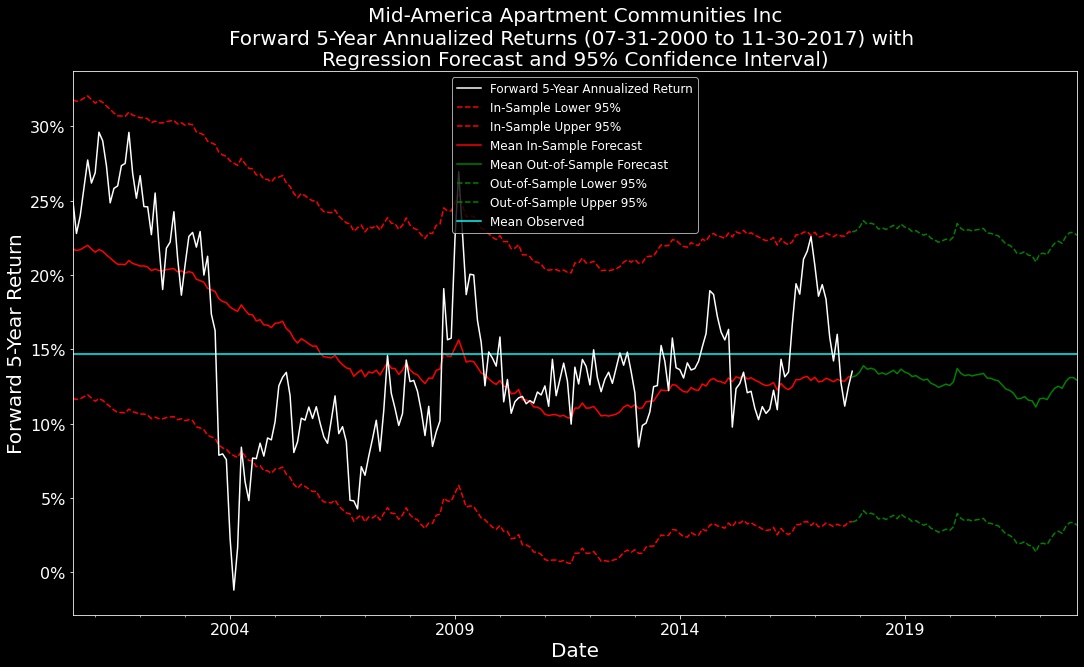 Mid-America Apartment Communities Inc
Forward 5-Year Annualized Returns (07-31-2000 to 11-30-2017) with
Regression Forecast and 95% Confidence Interval)
Forward 5-Year Annualized Return
In-Sample Lower 95%
In-Sample Upper 95%
Mean In-Sample Forecast
Mean Out-of-Sample Forecast
Out-of-Sample Lower 95%
Out-of-Sample Upper 95%
Mean Observed
Forward 5-Year Return
30%
25%
20%
15%
10%
5%
0%
2004 2009 2014 2019
Date